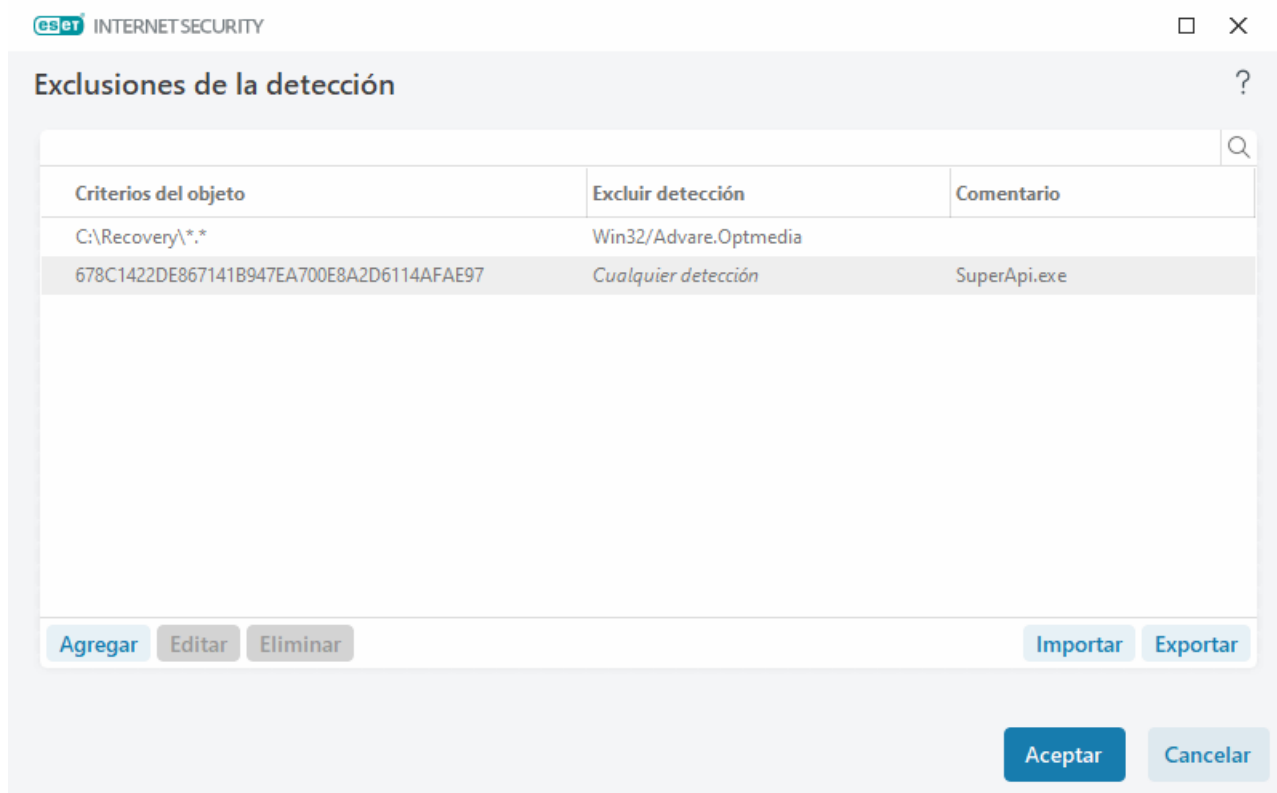 eset INTERNET SECURITY
Exclusiones de la detección
?
Criterios del objeto Excluir detección Comentario
C:\Recovery\*.* Win32/Advare.Optmedia
678C1422DE867141B947EA700E8A2D6114AFAE97 Cualquier detección SuperApi.exe
Agregar Editar Eliminar Importar Exportar
Aceptar Cancelar